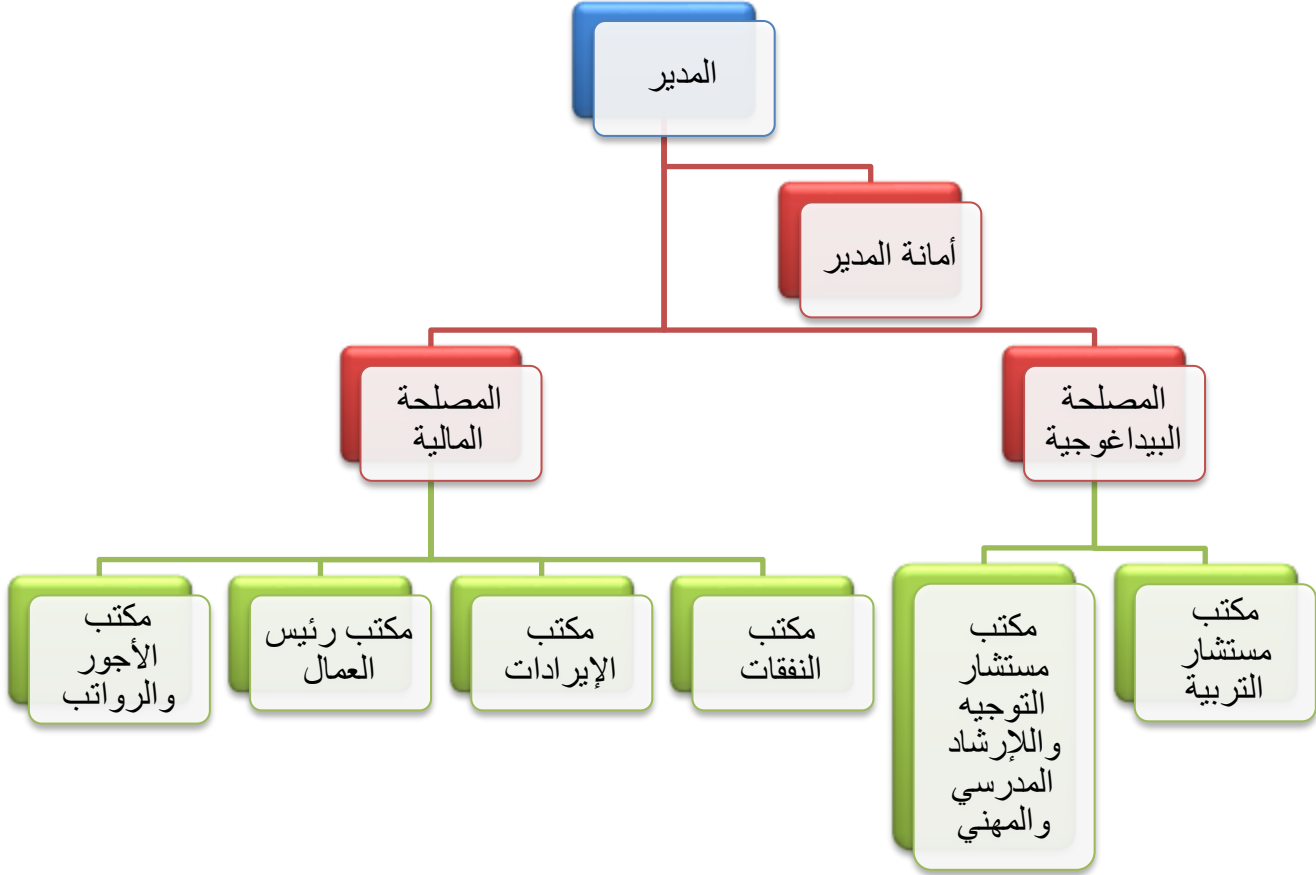 المدير
أمانة المدير
المصلحة
البيداغوجية
المصلحة
المالية
مكتب
مستشار
التربية
مكتب
مستشار
التوجيه
واللإرشاد
المدرسي
والمهني
مكتب
النفقات
مكتب
الإيرادات
مكتب رئيس
العمال
مكتب
الأجور
والرواتب